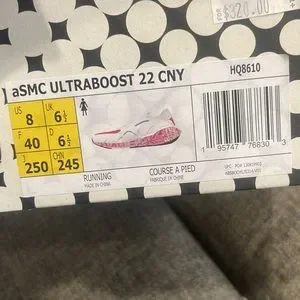 PDR
$320.00
aSMC ULTRABOOST 22 CNY
HQ8610
US 8 UK 6½
F 40 D 6½
J 250 CHN 245
RUNNING
MADE IN CHINA
COURSE A PIED
FABRIQUE EN CHINE
1 95747 76630 3